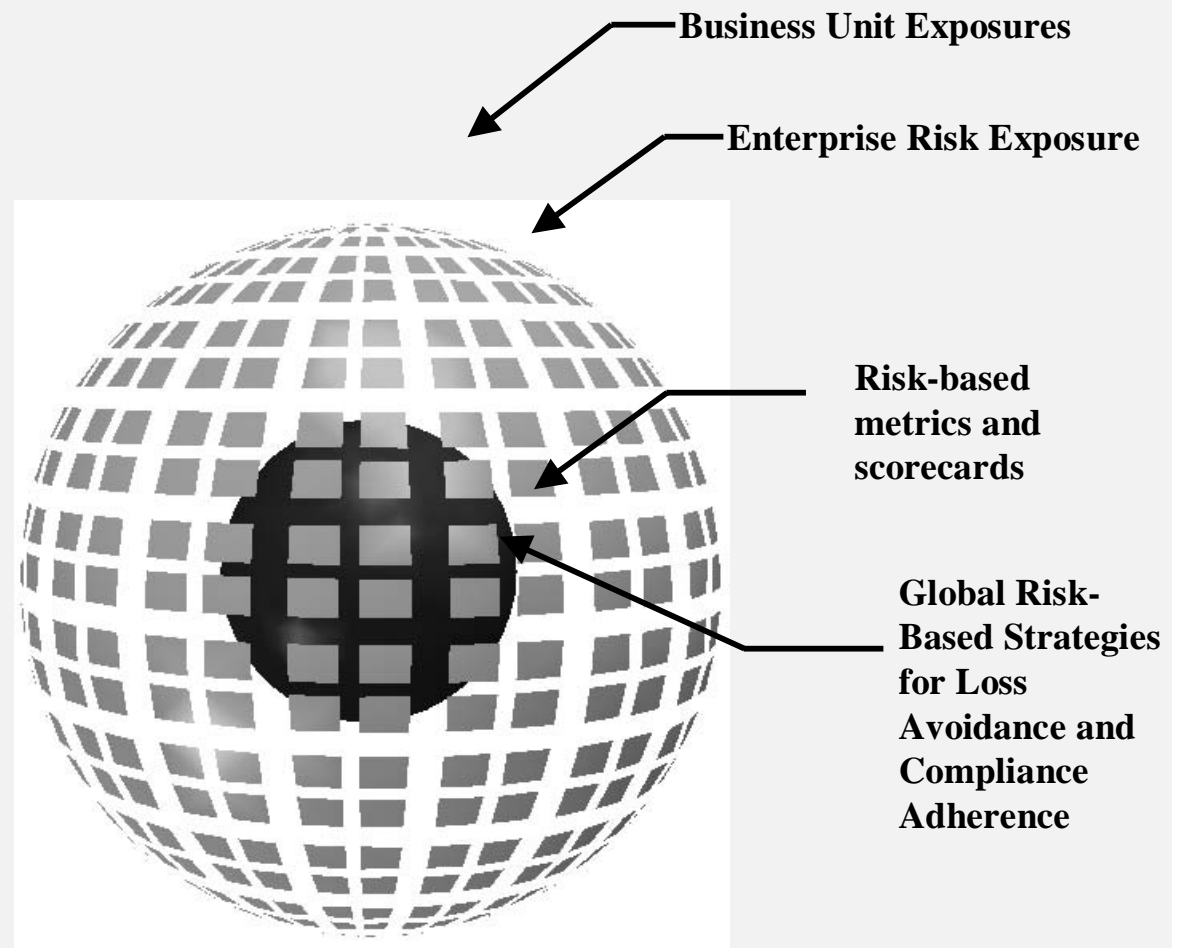 Business Unit Exposures
Enterprise Risk Exposure
Risk-based
metrics and
scorecards
Global Risk-
Based Strategies
for Loss
Avoidance and
Compliance
Adherence